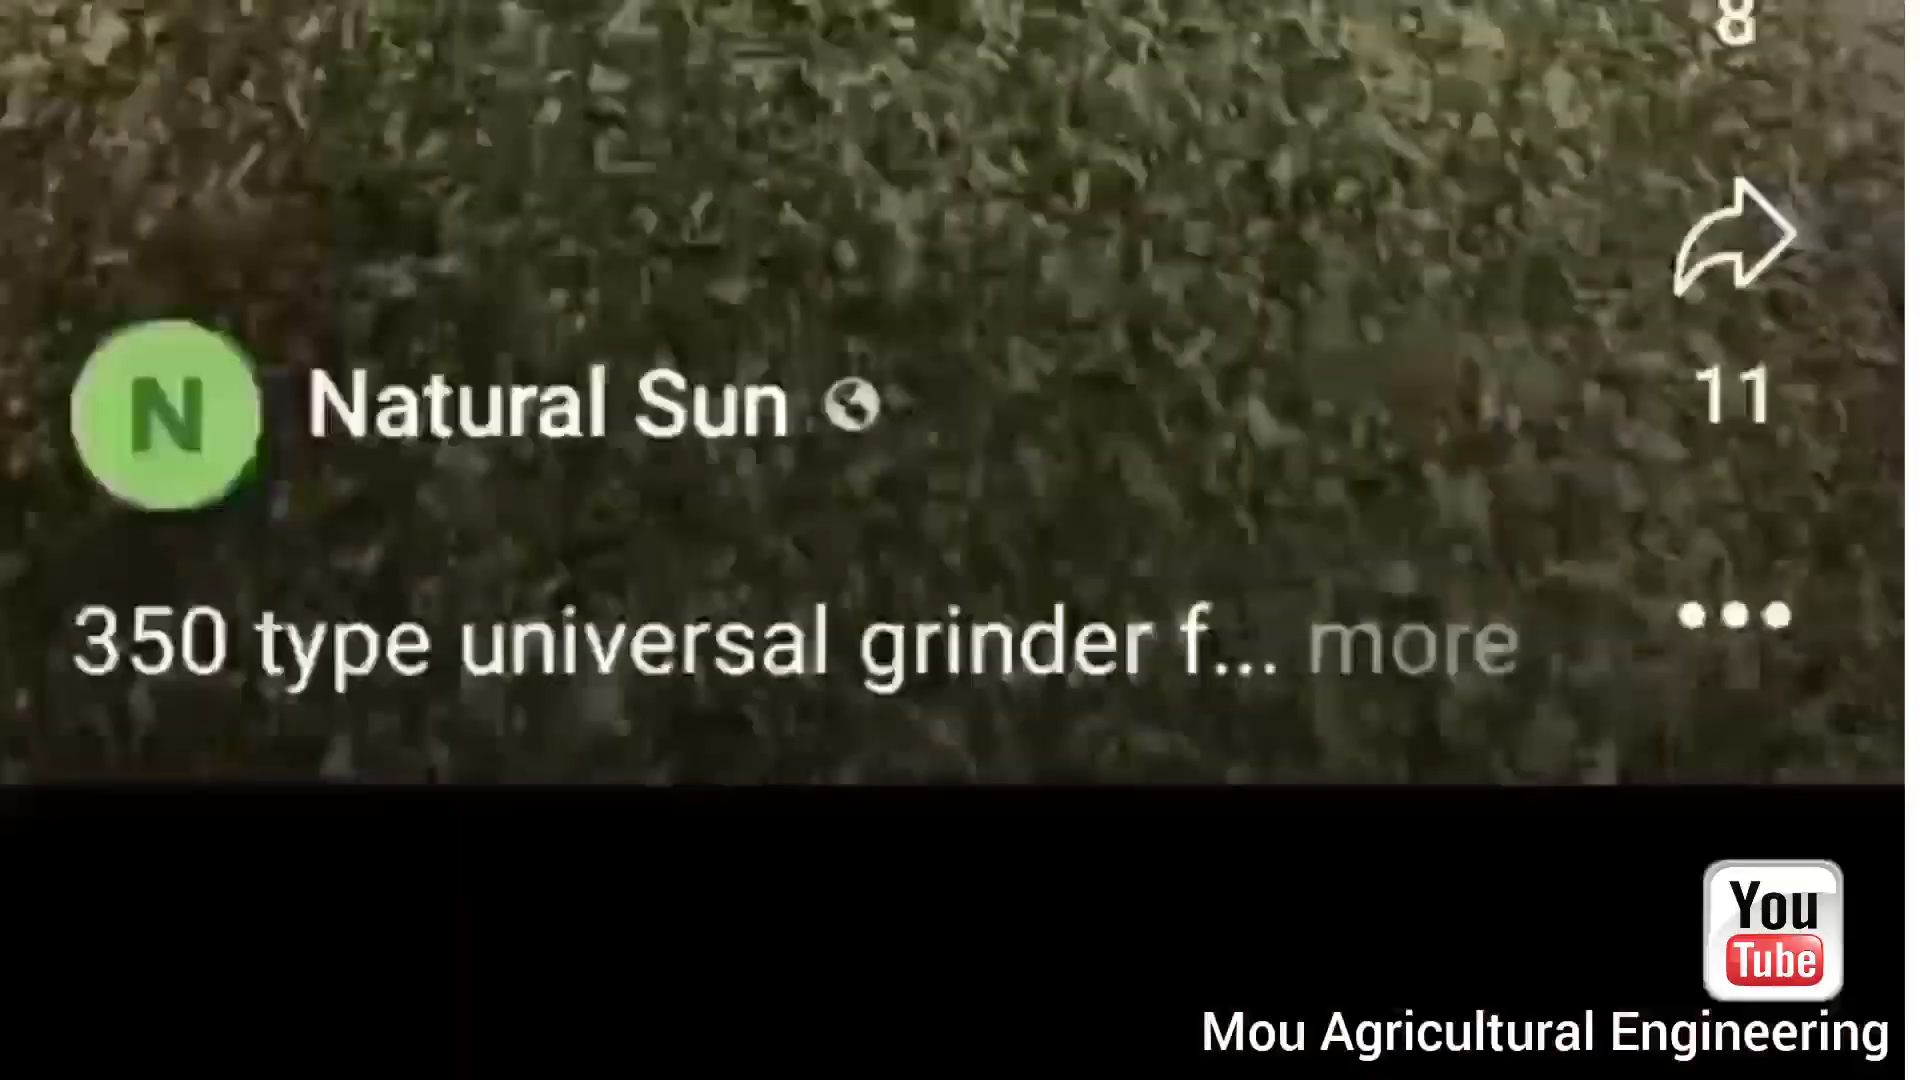 8
11
N
Natural Sun
350 type universal grinder f... more
You
Tube
Mou Agricultural Engineering